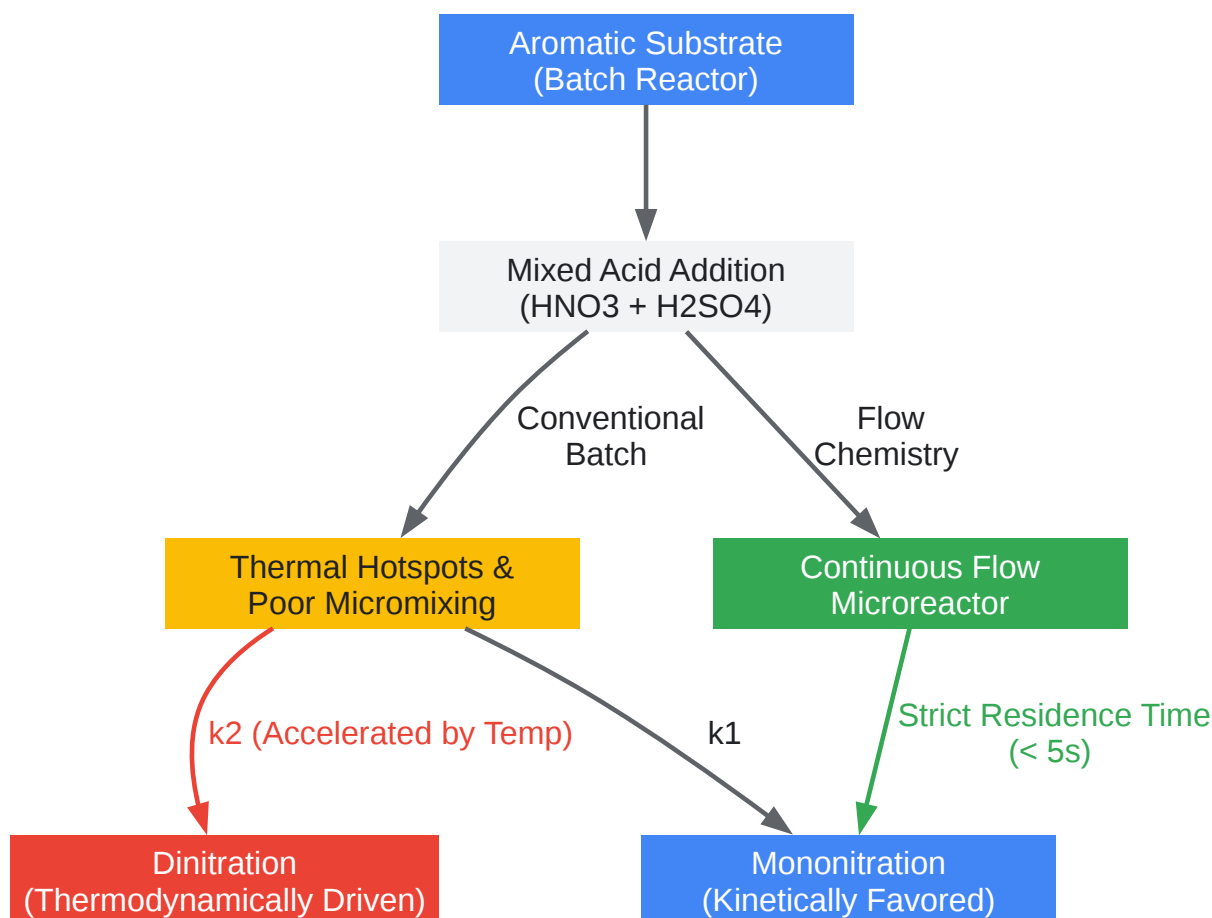 Aromatic Substrate
(Batch Reactor)
Mixed Acid Addition
(HNO3 + H2SO4)
Conventional
Batch
Flow
Chemistry
Thermal Hotspots &
Poor Micromixing
Continuous Flow
Microreactor
k2 (Accelerated by Temp)
k1
Strict Residence Time
(< 5s)
Dinitration
(Thermodynamically Driven)
Mononitration
(Kinetically Favored)